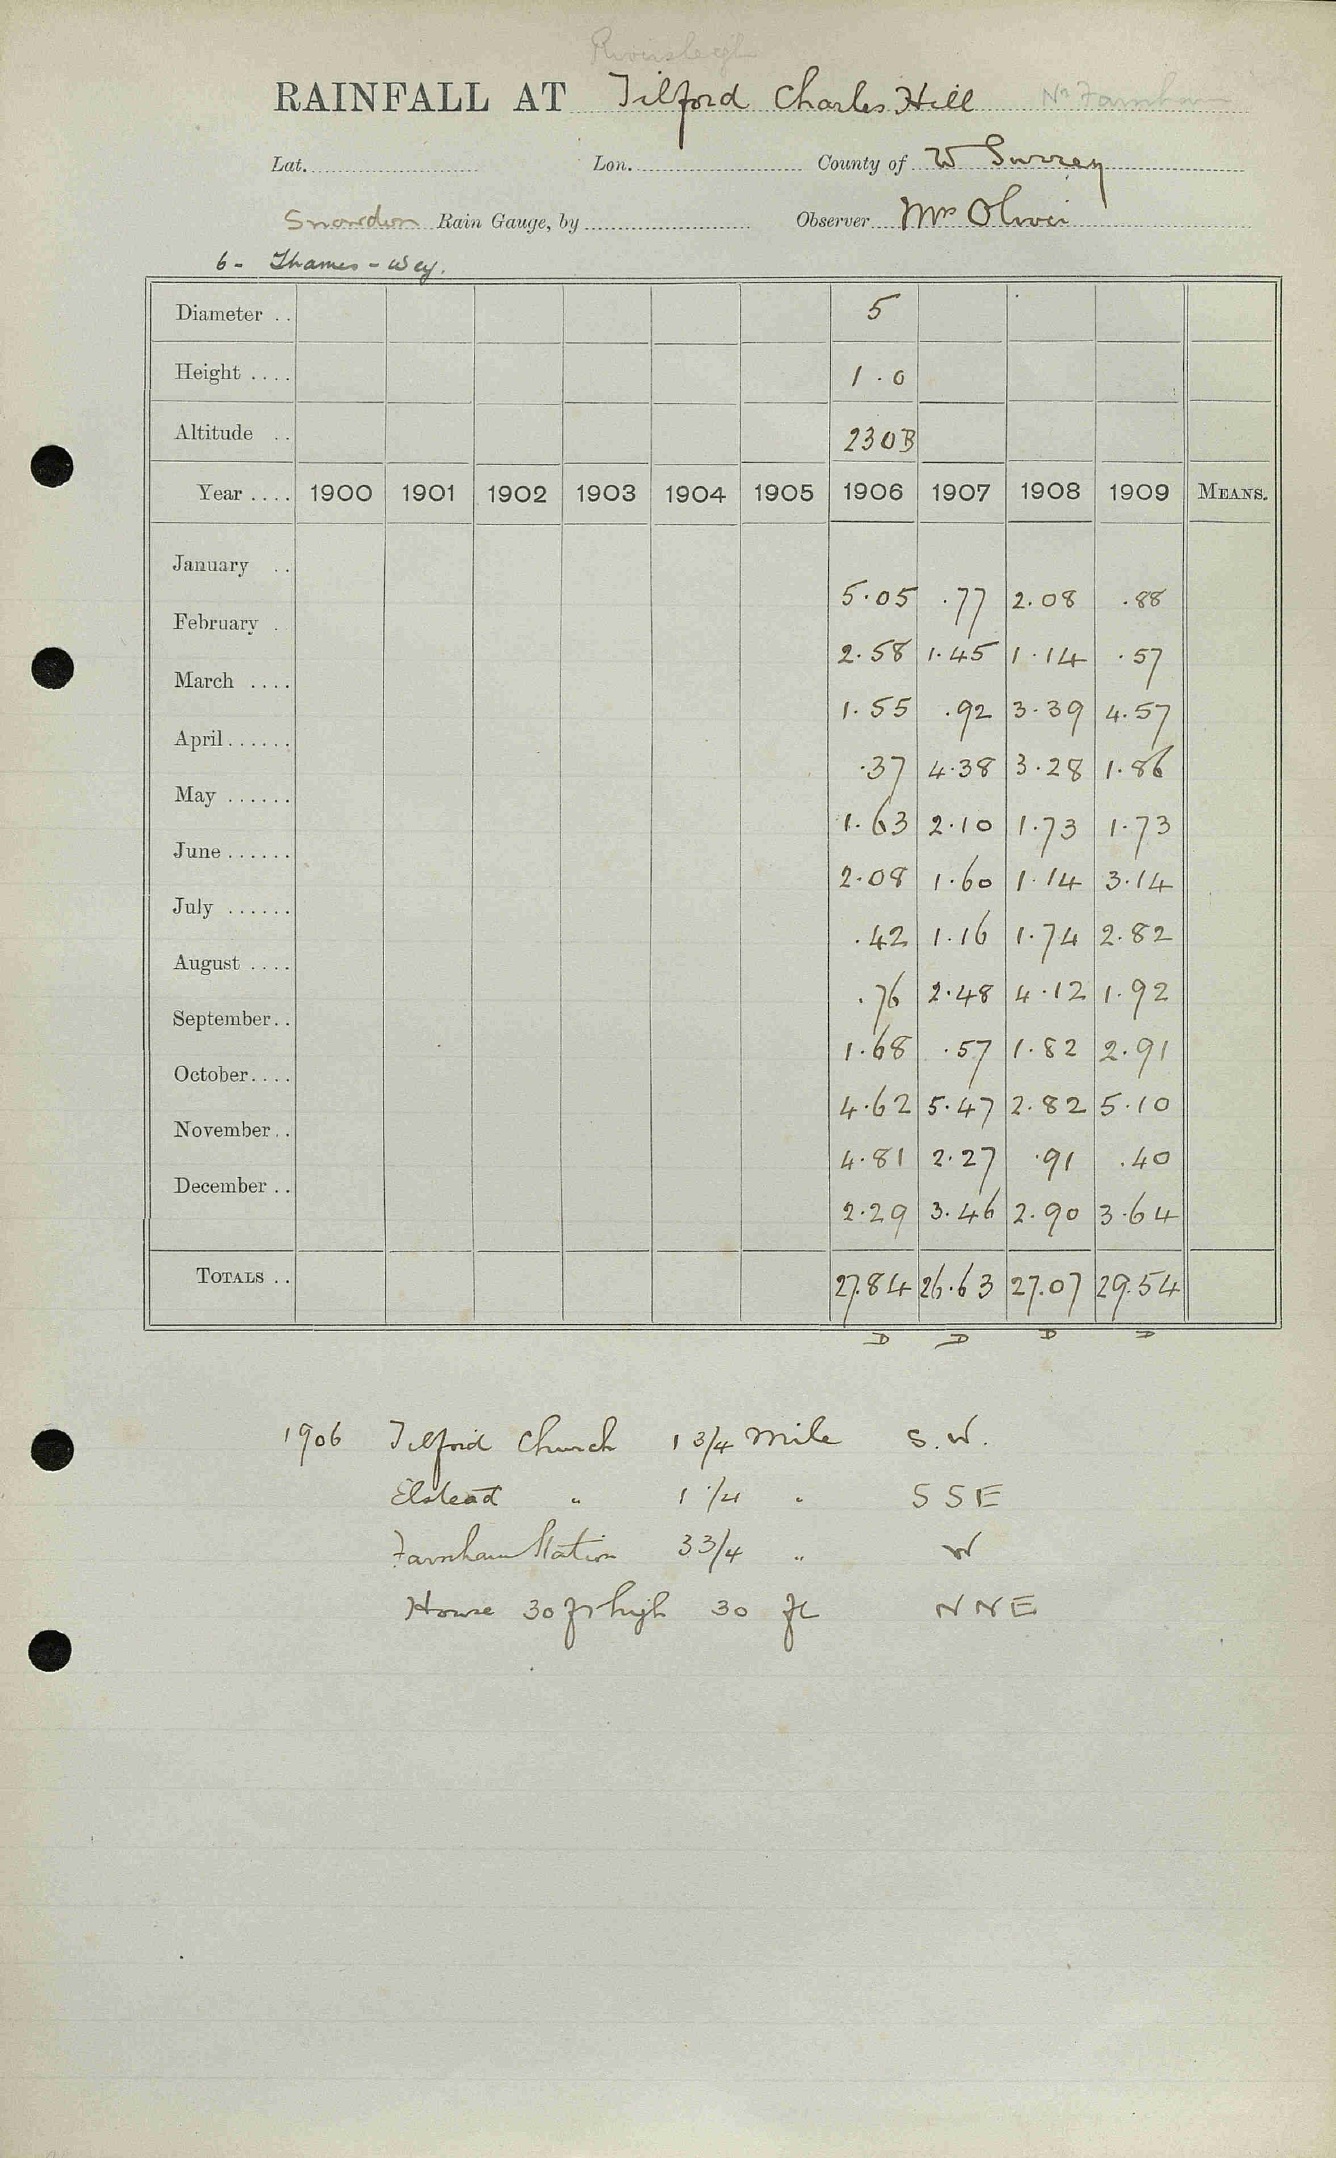 Riversleigh
RAINFALL AT Tilford Charles Hill Nr Farnham
Lat. Lon. County of W Surrey
Snowdon Rain Gauge, by Observer Mrs Oliver
6 - Thames - Wey.
Diameter . . 5
Height . . . . 1 . 0
Altitude . . 230B
Year . . . . 1900 1901 1902 1903 1904 1905 1906 1907 1908 1909 MEANS.
January . . 5.05 .77 2.08 .88
February . 2.58 1.45 1.14 .57
March . . . . 1.55 .92 3.39 4.57
April . . . . . . .37 4.38 3.28 1.86
May . . . . . . 1.63 2.10 1.73 1.73
June . . . . . . 2.08 1.60 1.14 3.14
July . . . . . . .42 1.16 1.74 2.82
August . . . . .76 2.48 4.12 1.92
September . . 1.68 .57 1.82 2.91
October . . . . 4.62 5.47 2.82 5.10
November . . 4.81 2.27 .91 .40
December . . 2.29 3.46 2.90 3.64
TOTALS . . 27.84 26.63 27.07 29.54
D D D D
1906 Tilford Church 1 3/4 Mile S.W.
Elstead " 1 1/4 " SSE
Farnham Station 3 3/4 " W
House 30 ft high 30 ft NNE